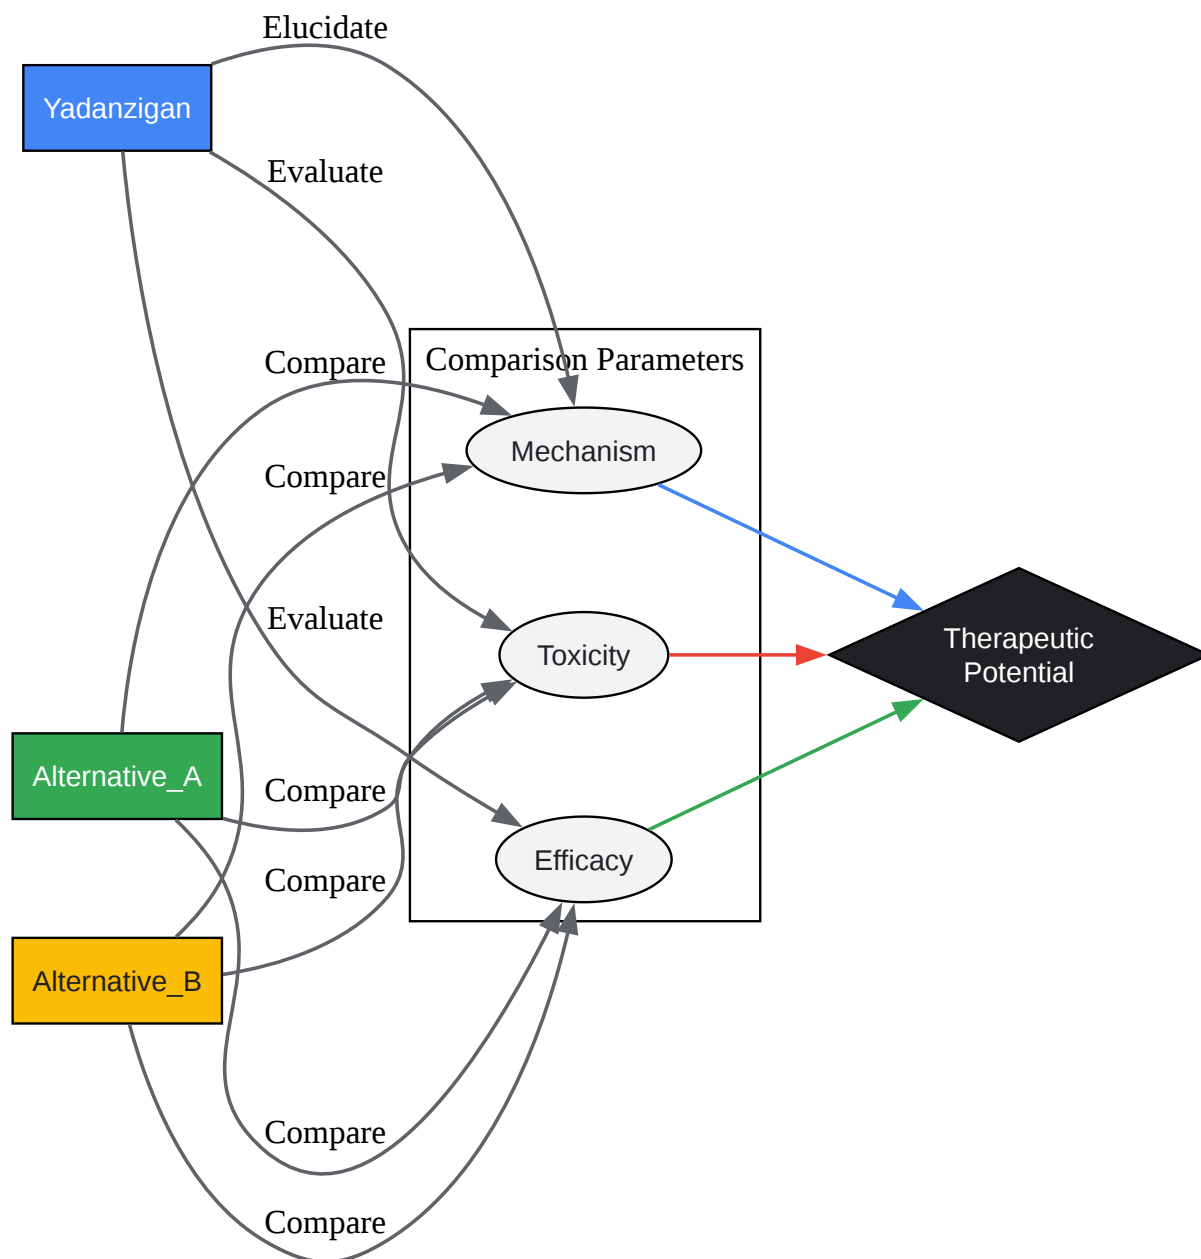 Elucidate
Yadanzigan
Evaluate
Compare
Comparison Parameters
Mechanism
Compare
Evaluate
Toxicity
Therapeutic
Potential
Alternative_A
Compare
Efficacy
Compare
Alternative_B
Compare
Compare